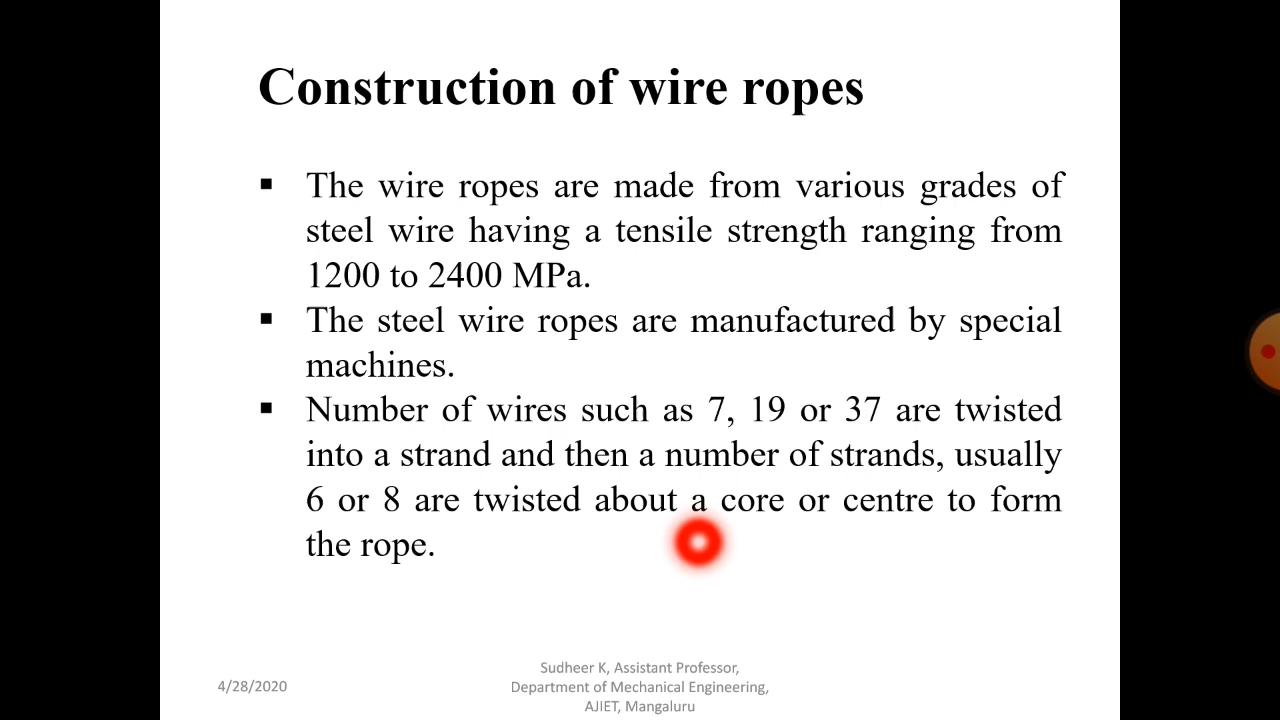 Construction of wire ropes
▪ The wire ropes are made from various grades of
steel wire having a tensile strength ranging from
1200 to 2400 MPa.
▪ The steel wire ropes are manufactured by special
machines.
▪ Number of wires such as 7, 19 or 37 are twisted
into a strand and then a number of strands, usually
6 or 8 are twisted about a core or centre to form
the rope.
4/28/2020
Sudheer K, Assistant Professor,
Department of Mechanical Engineering,
AJIET, Mangaluru